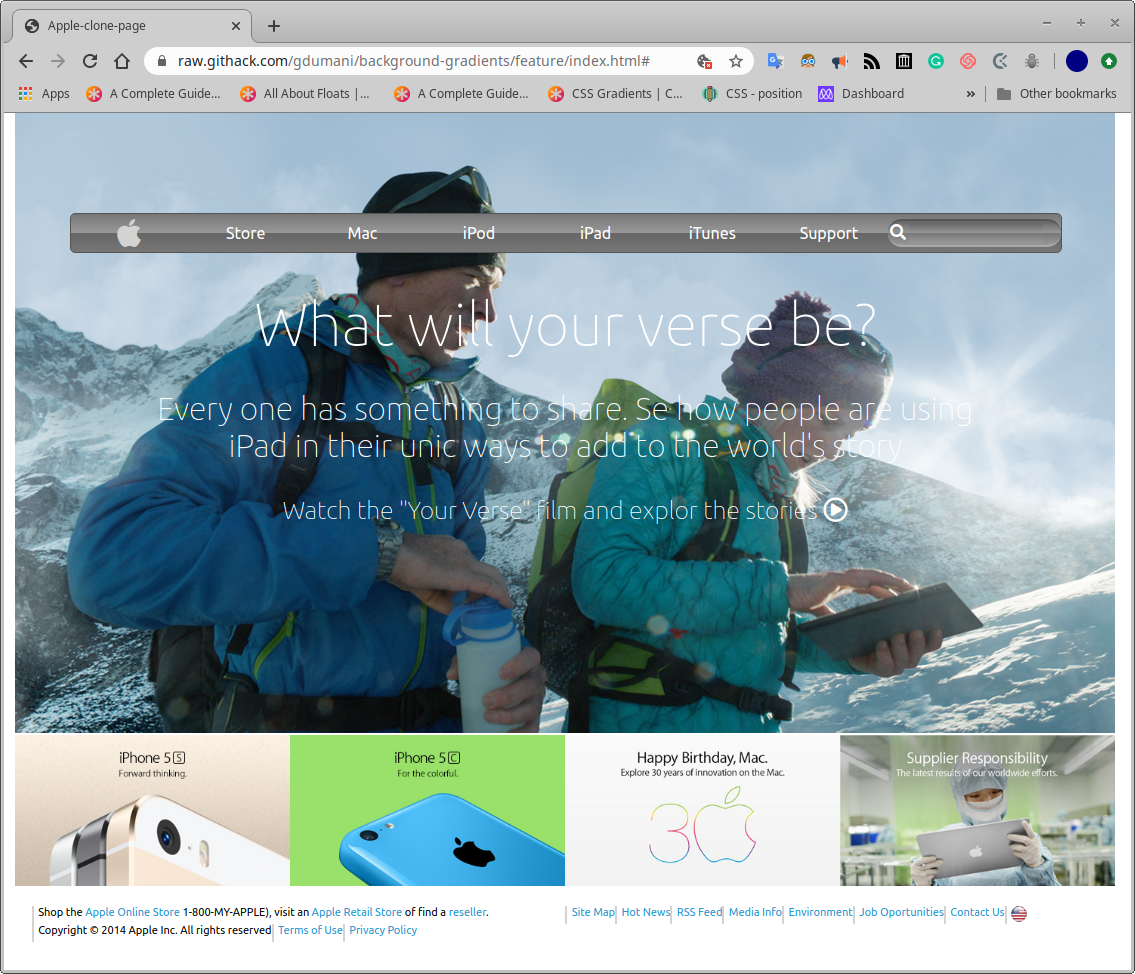 Apple-clone-page
raw.githack.com/gdumani/background-gradients/feature/index.html#
Apps A Complete Guide... All About Floats |... A Complete Guide... CSS Gradients | C... CSS - position Dashboard » Other bookmarks
Store Mac iPod iPad iTunes Support
What will your verse be?
Every one has something to share. Se how people are using
iPad in their unic ways to add to the world's story
Watch the "Your Verse" film and explor the stories
iPhone 5S
Forward thinking.
iPhone 5C
For the colorful.
Happy Birthday, Mac.
Explore 30 years of innovation on the Mac.
30
Supplier Responsibility
The latest results of our worldwide efforts.
Shop the Apple Online Store 1-800-MY-APPLE), visit an Apple Retail Store of find a reseller.
Copyright © 2014 Apple Inc. All rights reserved Terms of Use Privacy Policy
Site Map Hot News RSS Feed Media Info Environment Job Oportunities Contact Us